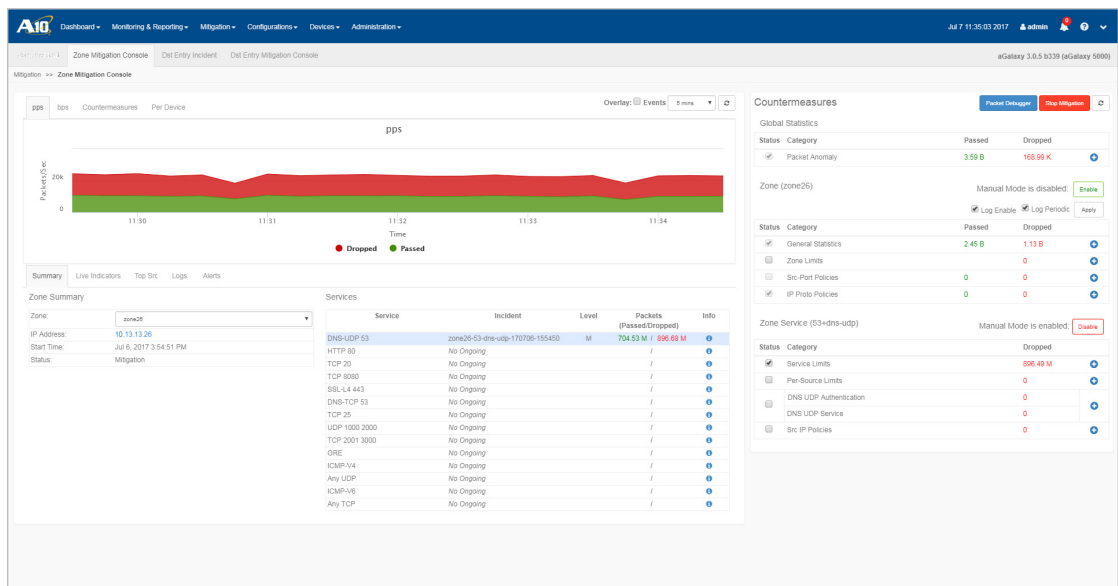 A10 Dashboard Monitoring & Reporting Mitigation Configurations Devices Administration Jul 7 11:35:03 2017 admin 0
Zone Mitigation Console Dst Entry Incident Dst Entry Mitigation Console aGalaxy 3.0.5 b339 (aGalaxy 5000)
Mitigation >> Zone Mitigation Console
pps bps Countermeasures Per Device Overlay: Events 5 mins
pps
Packets/Sec
20k
0
11:30 11:31 11:32 11:33 11:34
Time
Dropped Passed
Summary Live Indicators Top Src Logs Alerts
Zone Summary
Zone: zone26
IP Address: 10.13.13.26
Start Time: Jul 6, 2017 3:54:51 PM
Status: Mitigation
Services
Service Incident Level Packets (Passed/Dropped) Info
DNS-UDP 53 zone26-53-dns-udp-170706-155450 M 704.53 M / 896.68 M
HTTP 80 No Ongoing /
TCP 20 No Ongoing /
TCP 8080 No Ongoing /
SSL-L4 443 No Ongoing /
DNS-TCP 53 No Ongoing /
TCP 25 No Ongoing /
UDP 1000 2000 No Ongoing /
TCP 2001 3000 No Ongoing /
GRE No Ongoing /
ICMP-V4 No Ongoing /
Any UDP No Ongoing /
ICMP-V6 No Ongoing /
Any TCP No Ongoing /
Countermeasures Packet Debugger Stop Mitigation
Global Statistics
Status Category Passed Dropped
Packet Anomaly 3.59 B 168.99 K
Zone (zone26) Manual Mode is disabled: Enable
Log Enable Log Periodic Apply
Status Category Passed Dropped
General Statistics 2.45 B 1.13 B
Zone Limits 0
Src-Port Policies 0 0
IP Proto Policies 0 0
Zone Service (53+dns-udp) Manual Mode is enabled: Disable
Status Category Dropped
Service Limits 896.49 M
Per-Source Limits 0
DNS UDP Authentication 0
DNS UDP Service 0
Src IP Policies 0